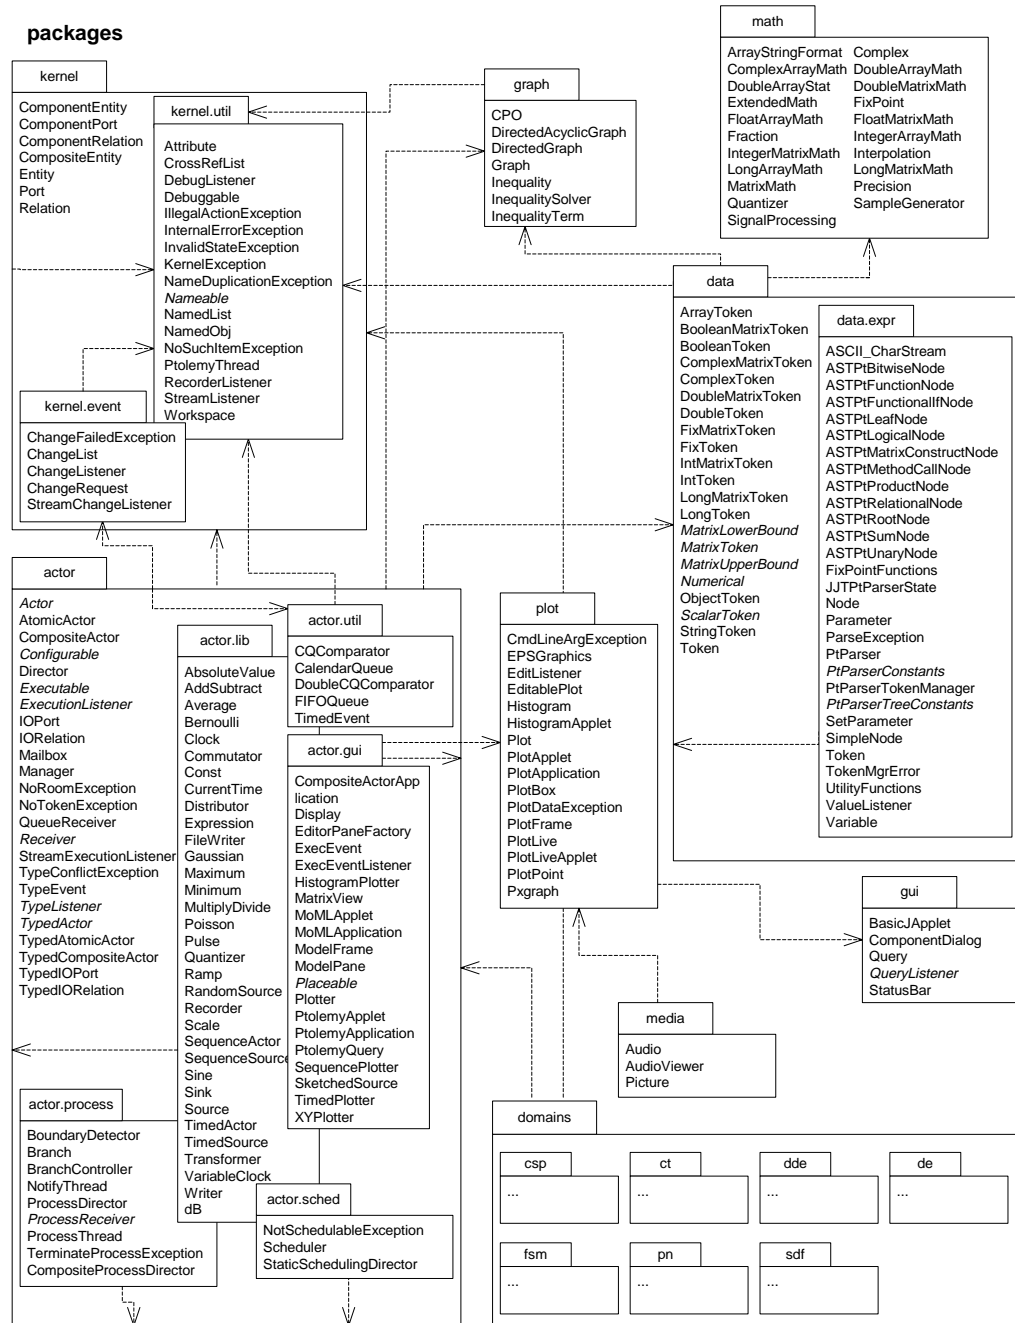 packages
kernel
ComponentEntity
ComponentPort
ComponentRelation
CompositeEntity
Entity
Port
Relation
kernel.util
Attribute
CrossRefList
DebugListener
Debuggable
IllegalActionException
InternalErrorException
InvalidStateException
KernelException
NameDuplicationException
Nameable
NamedList
NamedObj
NoSuchItemException
PtolemyThread
RecorderListener
StreamListener
Workspace
kernel.event
ChangeFailedException
ChangeList
ChangeListener
ChangeRequest
StreamChangeListener
graph
CPO
DirectedAcyclicGraph
DirectedGraph
Graph
Inequality
InequalitySolver
InequalityTerm
math
ArrayStringFormat Complex
ComplexArrayMath DoubleArrayMath
DoubleArrayStat DoubleMatrixMath
ExtendedMath FixPoint
FloatArrayMath FloatMatrixMath
Fraction IntegerArrayMath
IntegerMatrixMath Interpolation
LongArrayMath LongMatrixMath
MatrixMath Precision
Quantizer SampleGenerator
SignalProcessing
data
ArrayToken
BooleanMatrixToken
BooleanToken
ComplexMatrixToken
ComplexToken
DoubleMatrixToken
DoubleToken
FixMatrixToken
FixToken
IntMatrixToken
IntToken
LongMatrixToken
LongToken
MatrixLowerBound
MatrixToken
MatrixUpperBound
Numerical
ObjectToken
ScalarToken
StringToken
Token
data.expr
ASCII_CharStream
ASTPtBitwiseNode
ASTPtFunctionNode
ASTPtFunctionalIfNode
ASTPtLeafNode
ASTPtLogicalNode
ASTPtMatrixConstructNode
ASTPtMethodCallNode
ASTPtProductNode
ASTPtRelationalNode
ASTPtRootNode
ASTPtSumNode
ASTPtUnaryNode
FixPointFunctions
JJTPtParserState
Node
Parameter
ParseException
PtParser
PtParserConstants
PtParserTokenManager
PtParserTreeConstants
SetParameter
SimpleNode
Token
TokenMgrError
UtilityFunctions
ValueListener
Variable
actor
Actor
AtomicActor
CompositeActor
Configurable
Director
Executable
ExecutionListener
IOPort
IORelation
Mailbox
Manager
NoRoomException
NoTokenException
QueueReceiver
Receiver
StreamExecutionListener
TypeConflictException
TypeEvent
TypeListener
TypedActor
TypedAtomicActor
TypedCompositeActor
TypedIOPort
TypedIORelation
actor.lib
AbsoluteValue
AddSubtract
Average
Bernoulli
Clock
Commutator
Const
CurrentTime
Distributor
Expression
FileWriter
Gaussian
Maximum
Minimum
MultiplyDivide
Poisson
Pulse
Quantizer
Ramp
RandomSource
Recorder
Scale
SequenceActor
SequenceSource
Sine
Sink
Source
TimedActor
TimedSource
Transformer
VariableClock
Writer
dB
actor.util
CQComparator
CalendarQueue
DoubleCQComparator
FIFOQueue
TimedEvent
actor.gui
CompositeActorApp
lication
Display
EditorPaneFactory
ExecEvent
ExecEventListener
HistogramPlotter
MatrixView
MoMLApplet
MoMLApplication
ModelFrame
ModelPane
Placeable
Plotter
PtolemyApplet
PtolemyApplication
PtolemyQuery
SequencePlotter
SketchedSource
TimedPlotter
XYPlotter
actor.process
BoundaryDetector
Branch
BranchController
NotifyThread
ProcessDirector
ProcessReceiver
ProcessThread
TerminateProcessException
CompositeProcessDirector
actor.sched
NotSchedulableException
Scheduler
StaticSchedulingDirector
plot
CmdLineArgException
EPSGraphics
EditListener
EditablePlot
Histogram
HistogramApplet
Plot
PlotApplet
PlotApplication
PlotBox
PlotDataException
PlotFrame
PlotLive
PlotLiveApplet
PlotPoint
Pxgraph
gui
BasicJApplet
ComponentDialog
Query
QueryListener
StatusBar
media
Audio
AudioViewer
Picture
domains
csp
...
ct
...
dde
...
de
...
fsm
...
pn
...
sdf
...